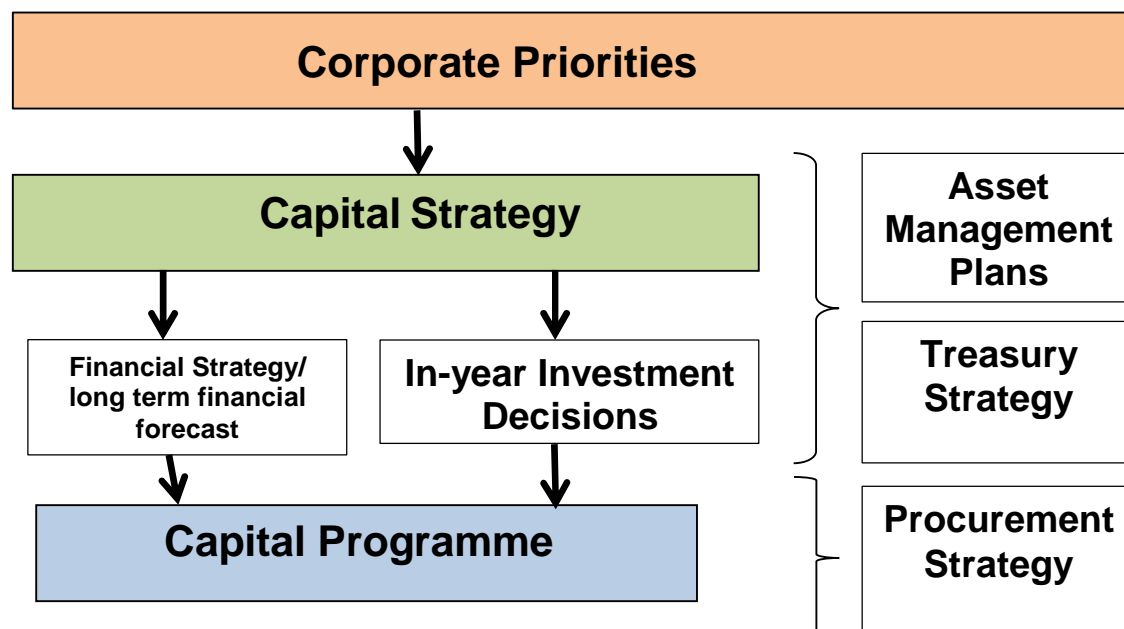 Corporate Priorities
Capital Strategy
Asset
Management
Plans
Financial Strategy/
long term financial
forecast
In-year Investment
Decisions
Treasury
Strategy
Capital Programme
Procurement
Strategy